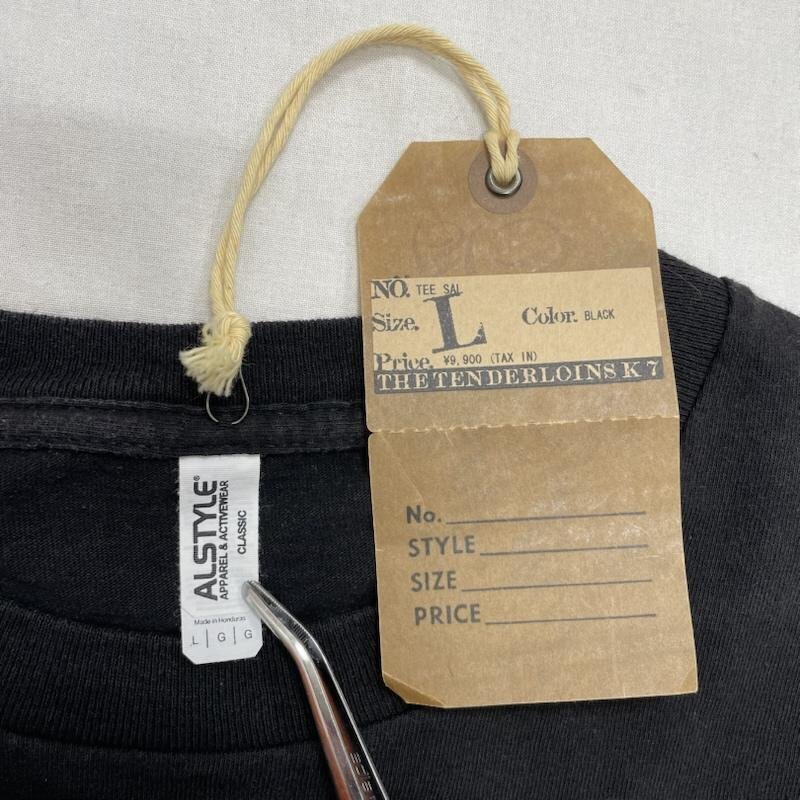 NO. TEE SAL
Size. L Color. BLACK
Price. ¥9,900 (TAX IN)
THE TENDERLOINS K 7
No.
STYLE
SIZE
PRICE
ALSTYLE®
APPAREL & ACTIVEWEAR
CLASSIC
Made in Honduras
L | G | G